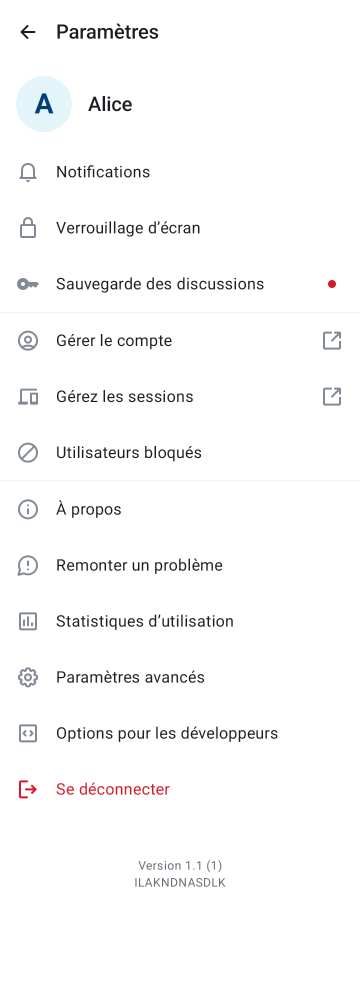 Paramètres
A
Alice
Notifications
Verrouillage d’écran
Sauvegarde des discussions
Gérer le compte
Gérez les sessions
Utilisateurs bloqués
À propos
Remonter un problème
Statistiques d’utilisation
Paramètres avancés
Options pour les développeurs
Se déconnecter
Version 1.1 (1)
ILAKNDNASDLK